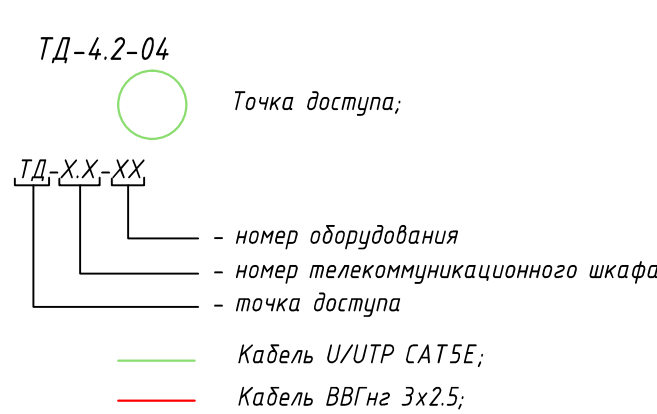 ТД-4.2-04
Точка доступа;
ТД-Х.Х-ХХ
- номер оборудования
- номер телекоммуникационного шкафа
- точка доступа
Кабель U/UTP CAT5E;
Кабель ВВГнг 3х2.5;